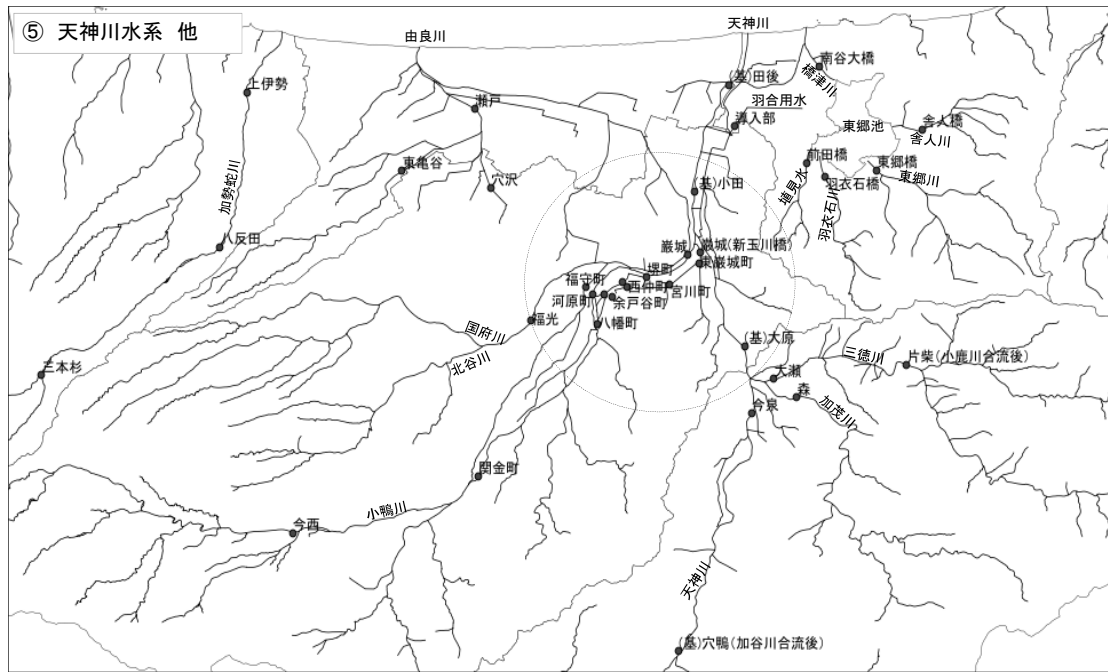 ⑤ 天神川水系 他
由良川
天神川
上伊勢
瀬戸
(基)田後
南谷大橋
橋津川
羽合用水
導入部
東郷池
舎人橋
舎人川
東亀谷
穴沢
加勢蛇川
前田橋
埴見水
羽衣石橋
羽衣石川
東郷橋
東郷川
基)小田
八反田
巌城
巌城(新玉川橋)
東巌城町
堺町
福守町
西仲町
宮川町
河原町
余戸谷町
福光
八幡町
国府川
北谷川
(基)大原
三徳川
片柴(小鹿川合流後)
三本杉
大瀬
森
加茂川
今泉
関金町
小鴨川
今西
天神川
(基)穴鴨(加谷川合流後)